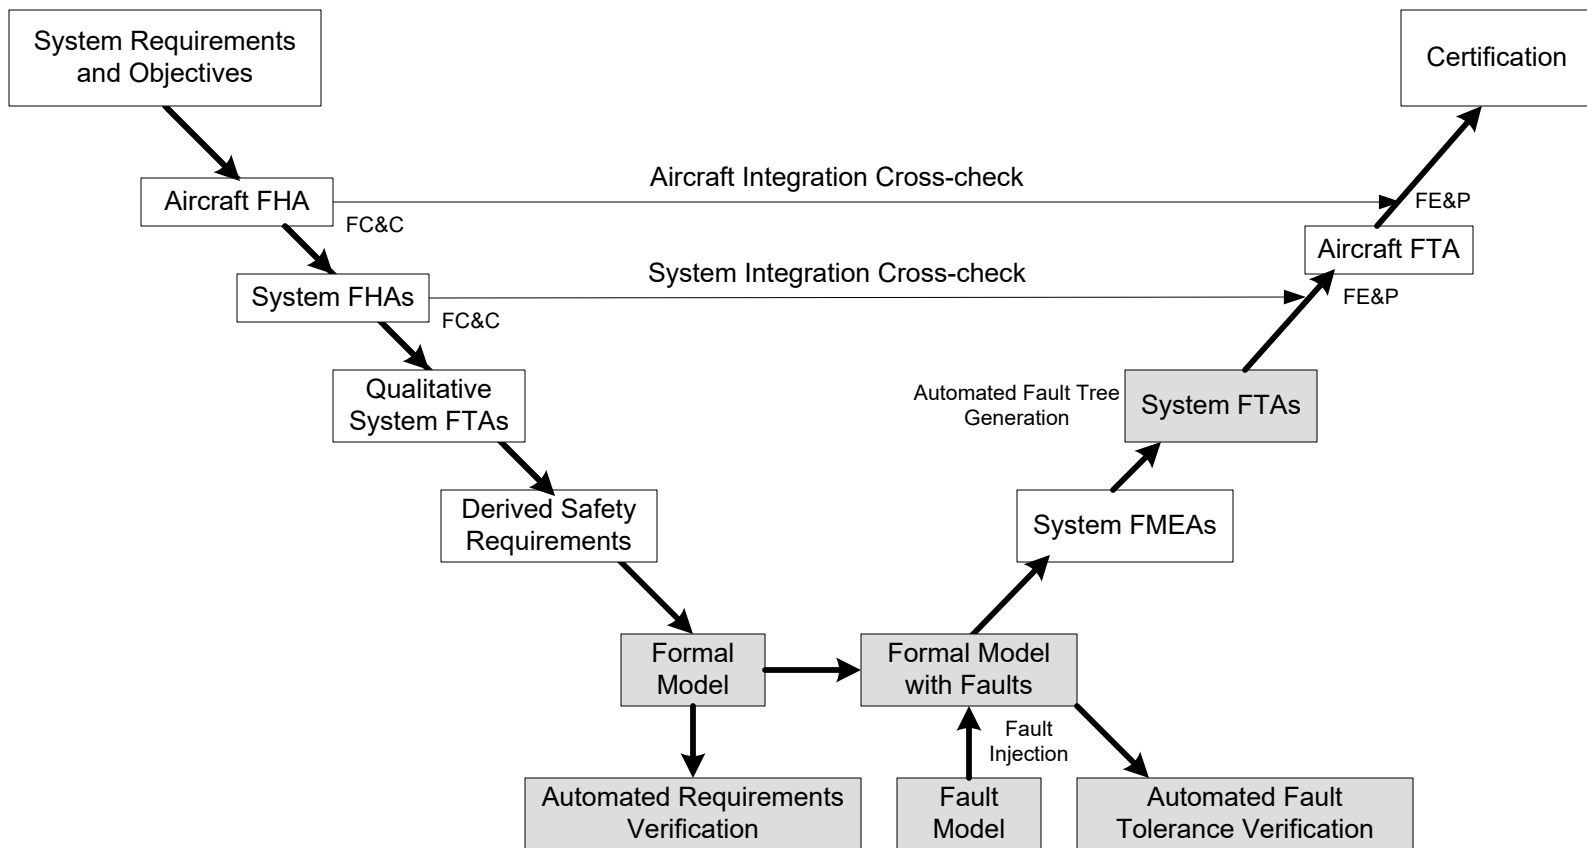 System Requirements
and Objectives
Certification
Aircraft FHA
Aircraft Integration Cross-check
FE&P
FC&C
Aircraft FTA
System FHAs
System Integration Cross-check
FE&P
FC&C
Qualitative
System FTAs
Automated Fault Tree
Generation
System FTAs
Derived Safety
Requirements
System FMEAs
Formal
Model
Formal Model
with Faults
Fault
Injection
Automated Requirements
Verification
Fault
Model
Automated Fault
Tolerance Verification